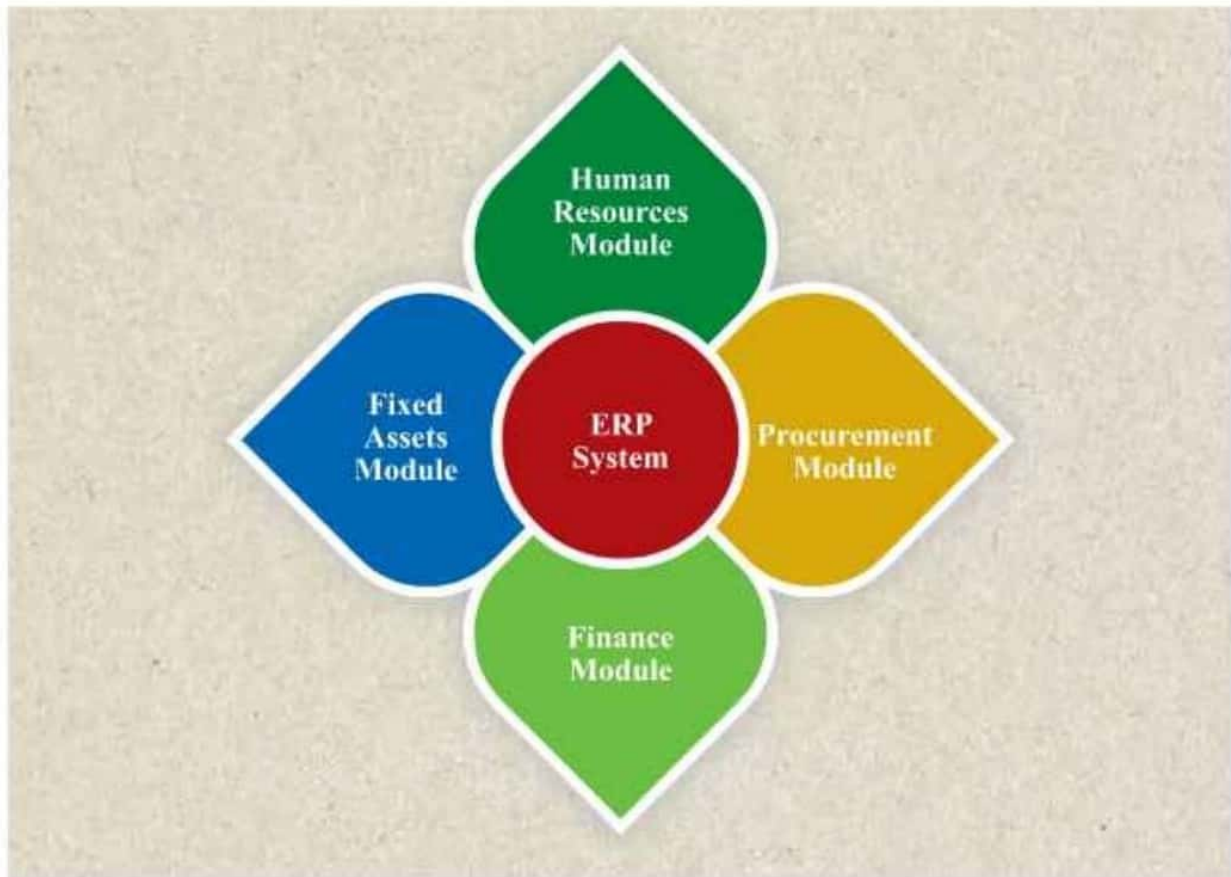 Human
Resources
Module
Fixed
Assets
Module
ERP
System
Procurement
Module
Finance
Module